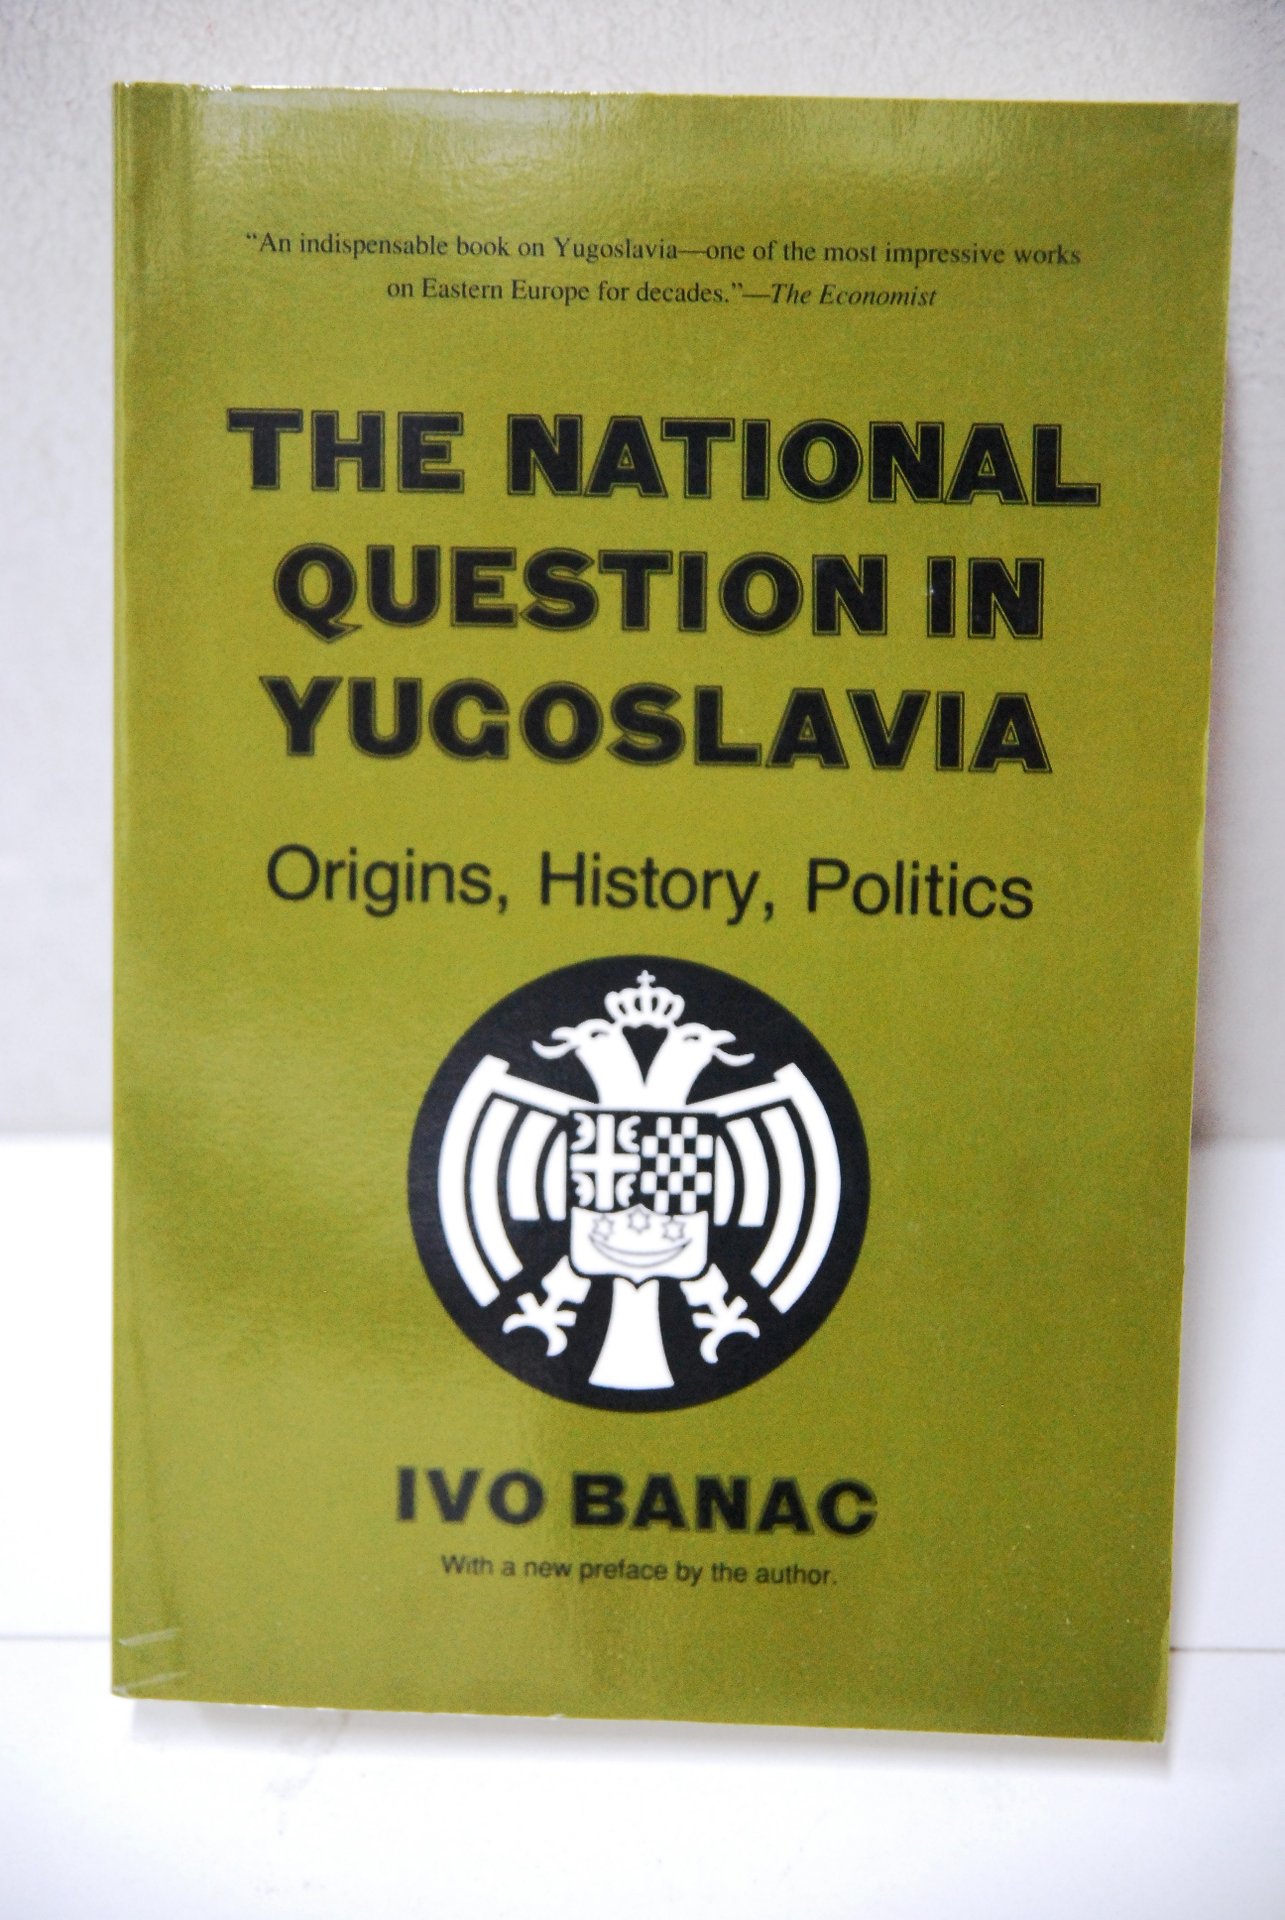 “An indispensable book on Yugoslavia—one of the most impressive works
on Eastern Europe for decades.”—The Economist
THE NATIONAL
QUESTION IN
YUGOSLAVIA
Origins, History, Politics
IVO BANAC
With a new preface by the author.